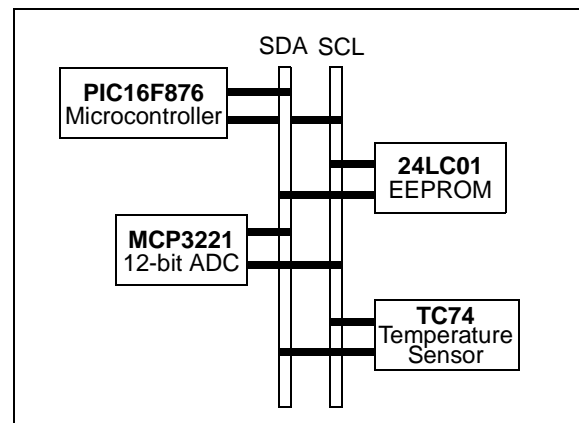 SDA SCL
PIC16F876
Microcontroller
24LC01
EEPROM
MCP3221
12-bit ADC
TC74
Temperature
Sensor